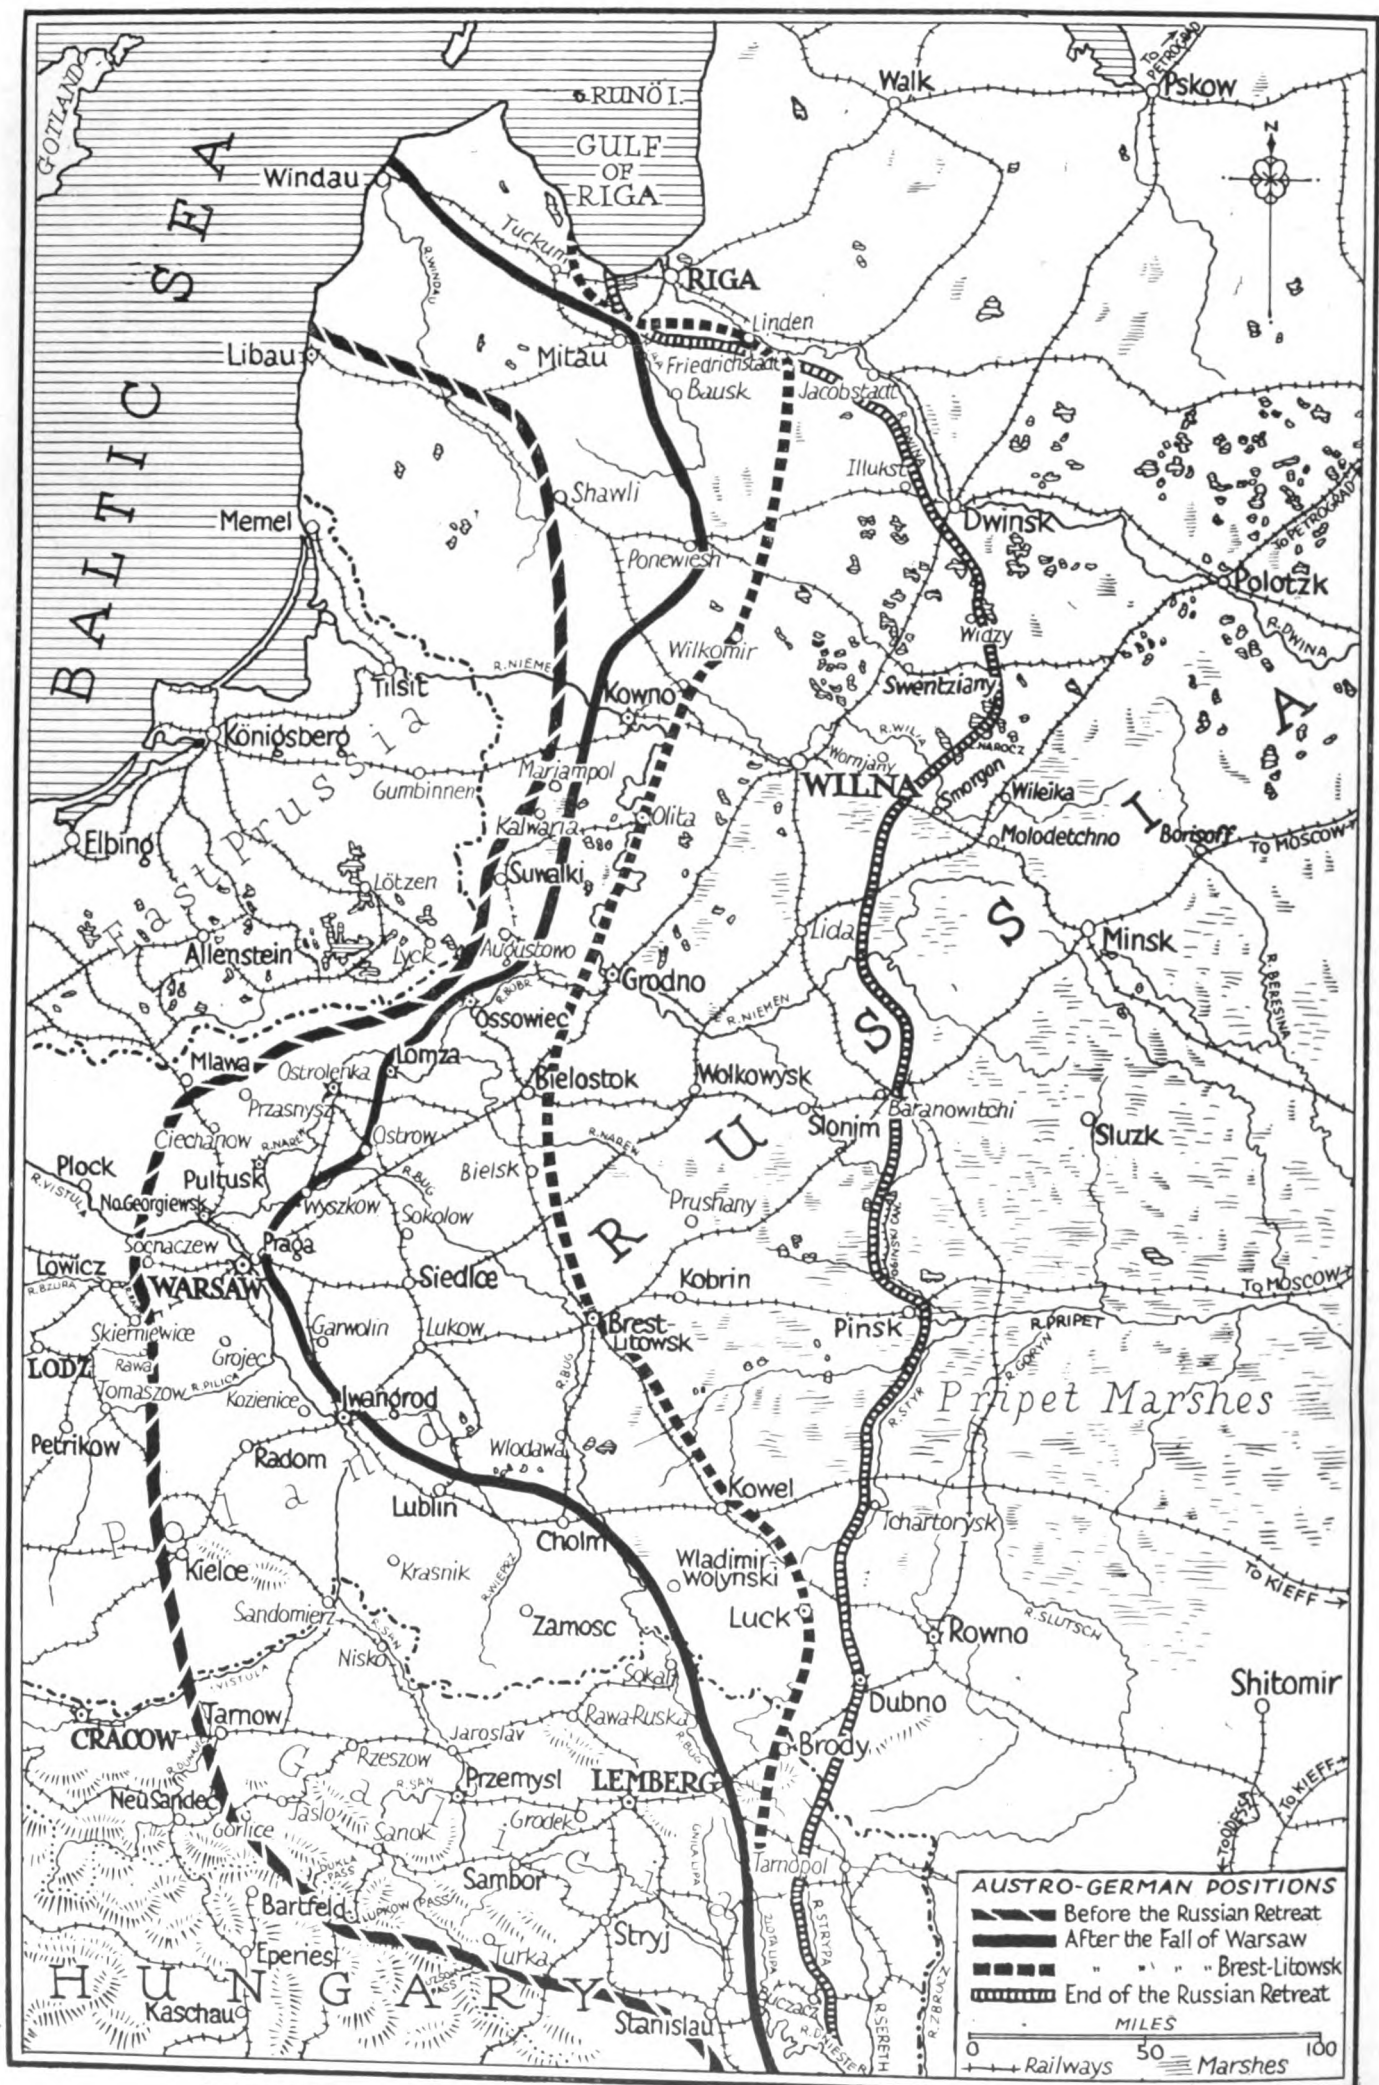 GOTLAND
BALTIC SEA
RUNÖ I.
GULF
OF
RIGA
Walk
Pskow
To
PETROGRAD
N
Windau
Tuckum
R. WINDAU
RIGA
Linden
Libau
Mitau
R. AA
Friedrichstadt
Bausk
Jacobstadt
R. DWINA
Illukst
Shawli
Memel
Dwinsk
To PETROGRAD
Ponewiesh
Polotzk
R. DWINA
Wilkomir
Widzy
Swentziany
R. NIEMEN
Tilsit
Kowno
Königsberg
R. WILIA
L. NAROCZ
Wornjany
Mariampol
Gumbinnen
WILNA
Smorgon
Wileika
East Prussia
Kalwaria
Olita
Molodetchno
Borisoff
To MOSCOW
Elbing
Suwalki
Lötzen
Lida
Minsk
Allenstein
Lyck
Augustowo
R. BOBR
Grodno
R. BERESINA
Ossowiec
R. NIEMEN
RUSSIA
Mlawa
Lomza
Ostrolenka
Bielostok
Wolkowysk
Przasnysz
Baranowitchi
Slonim
Sluzk
Ciechanow
R. NAREW
Ostrow
R. NAREW
Plock
R. VISTULA
Pultusk
R. BUG
Bielsk
No. Georgiewsk
Wyszkow
Sokolow
Prushany
OGINSKI CAN.
Sochaczew
Praga
Lowicz
R. BZURA
WARSAW
Siedlce
Kobrin
To MOSCOW
Skierniewice
Garwolin
Lukow
Brest-
Litowsk
Pinsk
R. PRIPET
LODZ
Rawa
Grojec
R. BUG
R. GORYN
Tomaszow
R. PILICA
Kozienice
Iwangrod
R. STYR
Pripet Marshes
Petrikow
Radom
Wlodawa
Poland
Lublin
Kowel
Cholm
Tchartorysk
Kielce
Krasnik
R. WIEPRZ
Wladimir-
Wolynski
To KIEFF
Sandomierz
Zamosc
Luck
R. SAN
Rowno
R. SLUTSCH
Nisko
R. VISTULA
Sokal
Shitomir
Dubno
CRACOW
Tarnow
Rawa-Ruska
R. DUNAJEC
Rzeszow
Jaroslav
R. BUG
Brody
Galicia
R. SAN
Przemysl
LEMBERG
To KIEFF
Neu Sandec
Jaslo
Grodek
To ODESSA
Gorlice
Sanok
GNILA LIPA
DUKLA
PASS
Sambor
Tarnopol
Bartfeld
LUPKOW PASS
Stryj
ZLOTA LIPA
R. STRYPA
Eperies
Turka
UZSOK
PASS
HUNGARY
Kaschau
Buczacz
Stanislau
R. DNIESTER
R. SERETH
R. ZBRUCZ
AUSTRO-GERMAN POSITIONS
Before the Russian Retreat
After the Fall of Warsaw
" " " " Brest-Litowsk
End of the Russian Retreat
MILES
0 50 100
Railways Marshes